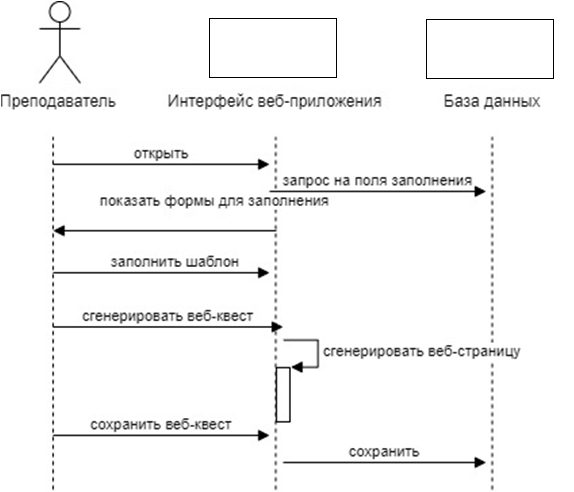 Преподаватель
Интерфейс веб-приложения
База данных
открыть
запрос на поля заполнения
показать формы для заполнения
заполнить шаблон
сгенерировать веб-квест
сгенерировать веб-страницу
сохранить веб-квест
сохранить